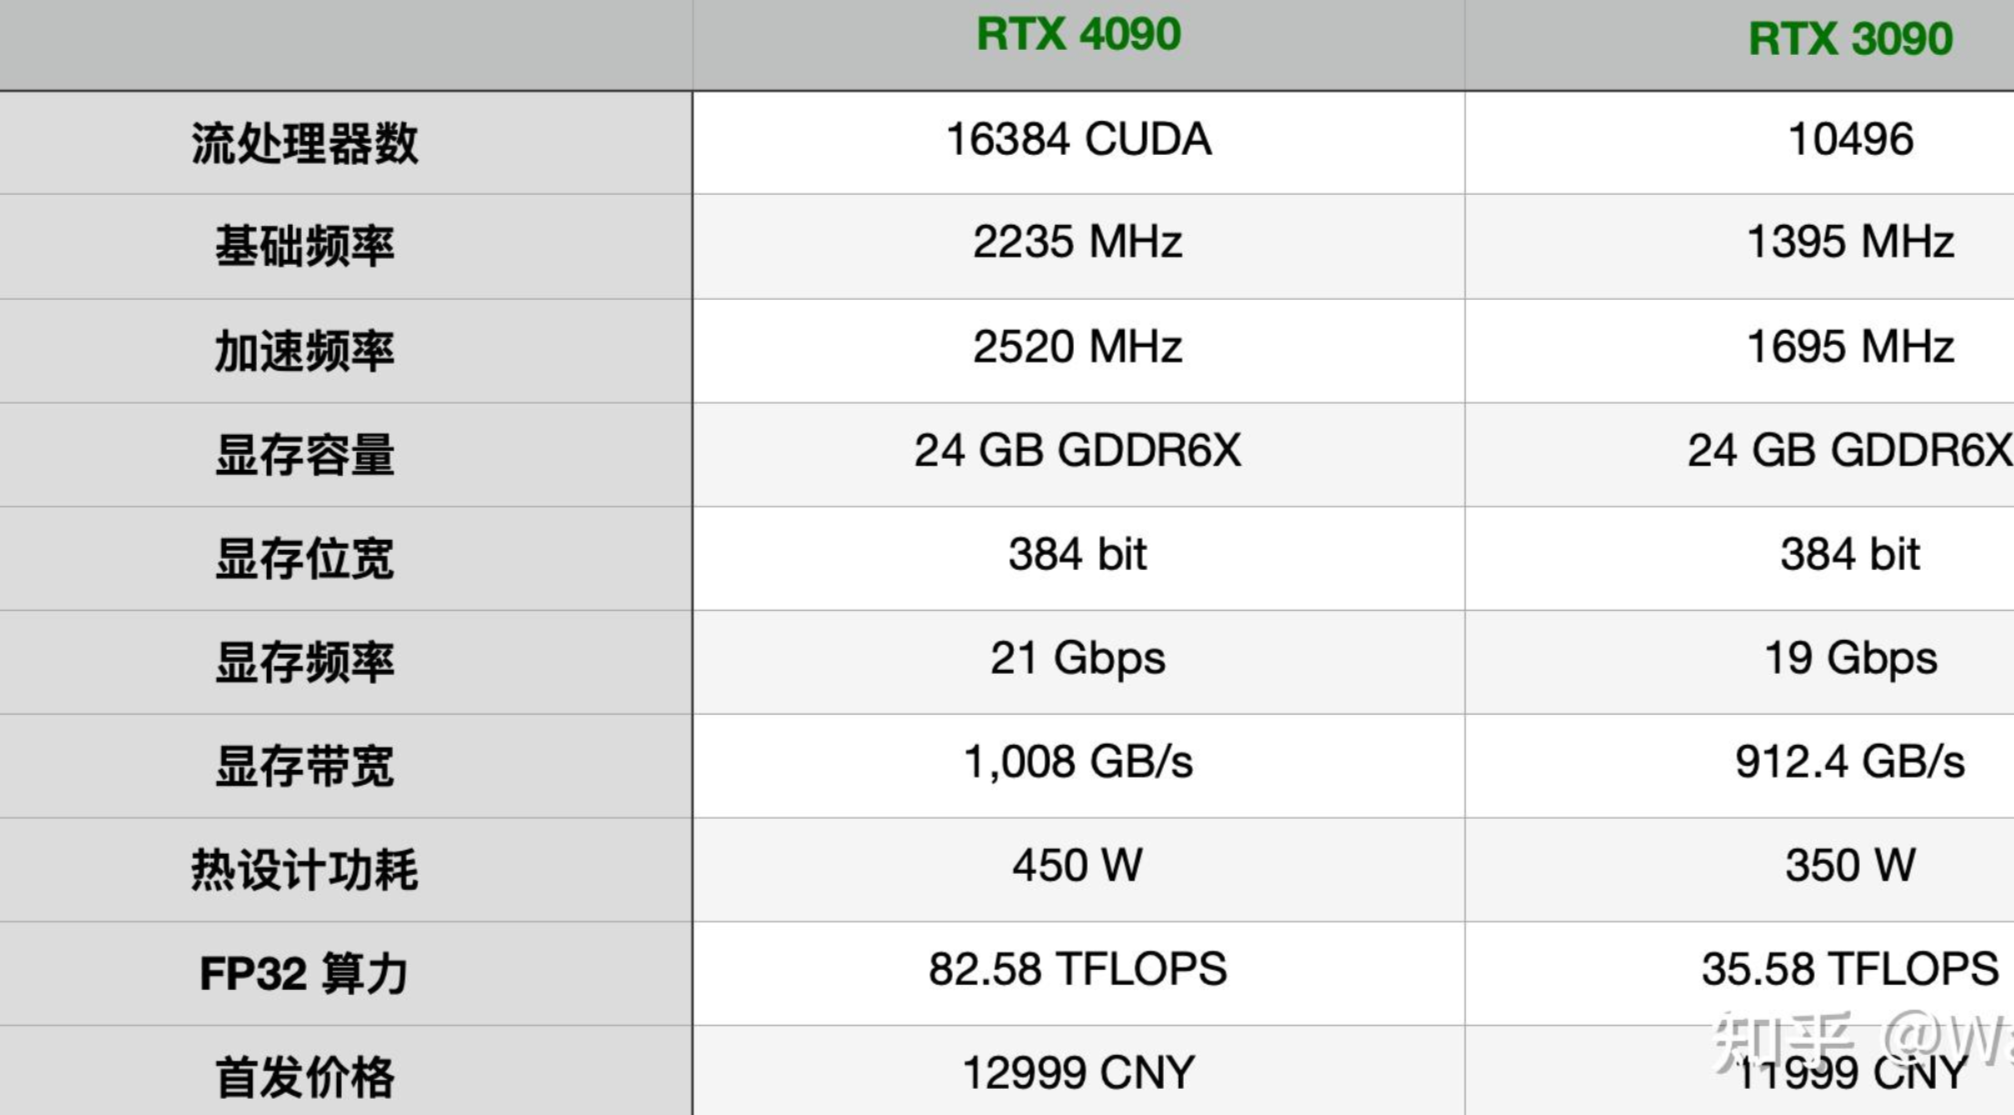 RTX 4090 RTX 3090
流处理器数 16384 CUDA 10496
基础频率 2235 MHz 1395 MHz
加速频率 2520 MHz 1695 MHz
显存容量 24 GB GDDR6X 24 GB GDDR6X
显存位宽 384 bit 384 bit
显存频率 21 Gbps 19 Gbps
显存带宽 1,008 GB/s 912.4 GB/s
热设计功耗 450 W 350 W
FP32 算力 82.58 TFLOPS 35.58 TFLOPS
首发价格 12999 CNY 11999 CNY
知乎